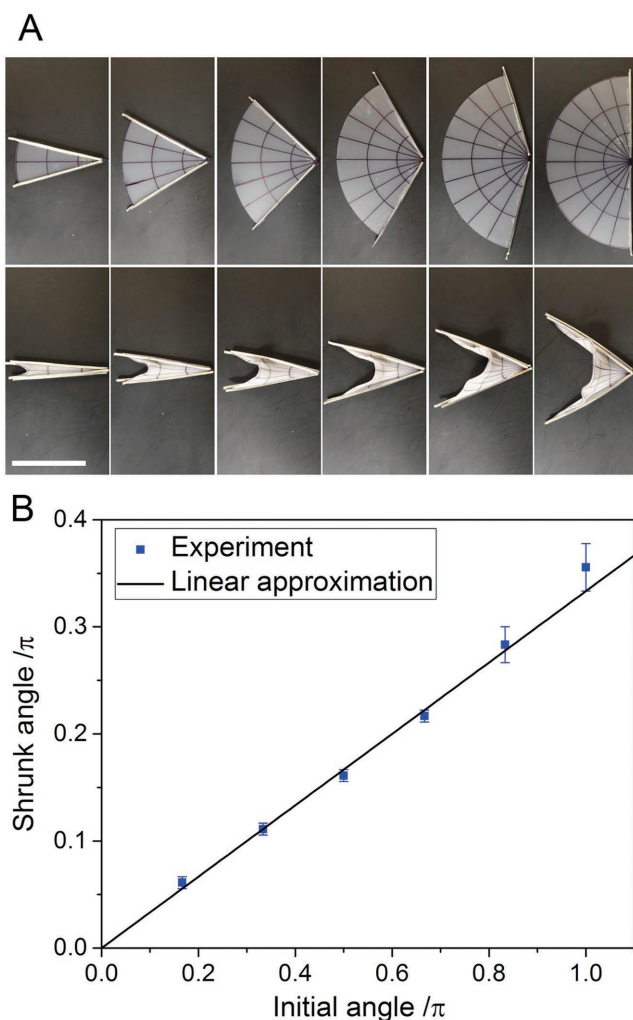 A
B
0.4
0.3
0.2
0.1
0.0
Shrunk angle /π
Experiment
Linear approximation
0.0 0.2 0.4 0.6 0.8 1.0
Initial angle /π